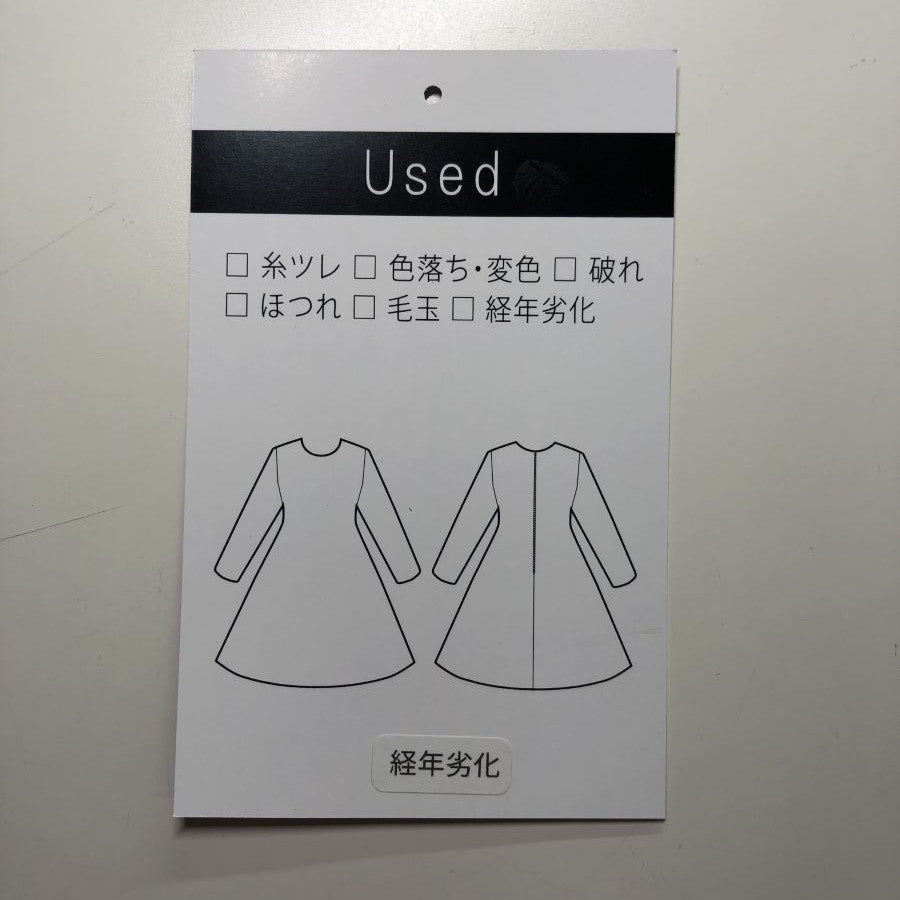 Used
□ 糸ツレ □ 色落ち・変色 □ 破れ
□ ほつれ □ 毛玉 □ 経年劣化
経年劣化